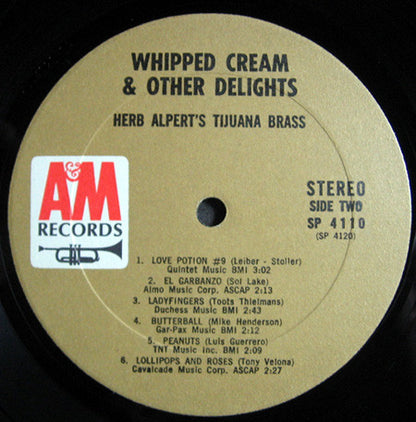 WHIPPED CREAM
& OTHER DELIGHTS
HERB ALPERT'S TIJUANA BRASS
A&M
RECORDS
STEREO
SIDE TWO
SP 4110
(SP 4120)
1. LOVE POTION #9 (Leiber - Stoller)
Quintet Music BMI 3:02
2. EL GARBANZO (Sol Lake)
Almo Music Corp. ASCAP 2:13
3. LADYFINGERS (Toots Thielmans)
Duchess Music BMI 2:43
4. BUTTERBALL (Mike Henderson)
Gar-Pax Music BMI 2:12
5. PEANUTS (Luis Guerrero)
TNT Music Inc. BMI 2:09
6. LOLLIPOPS AND ROSES (Tony Velona)
Cavalcade Music Corp. ASCAP 2:27